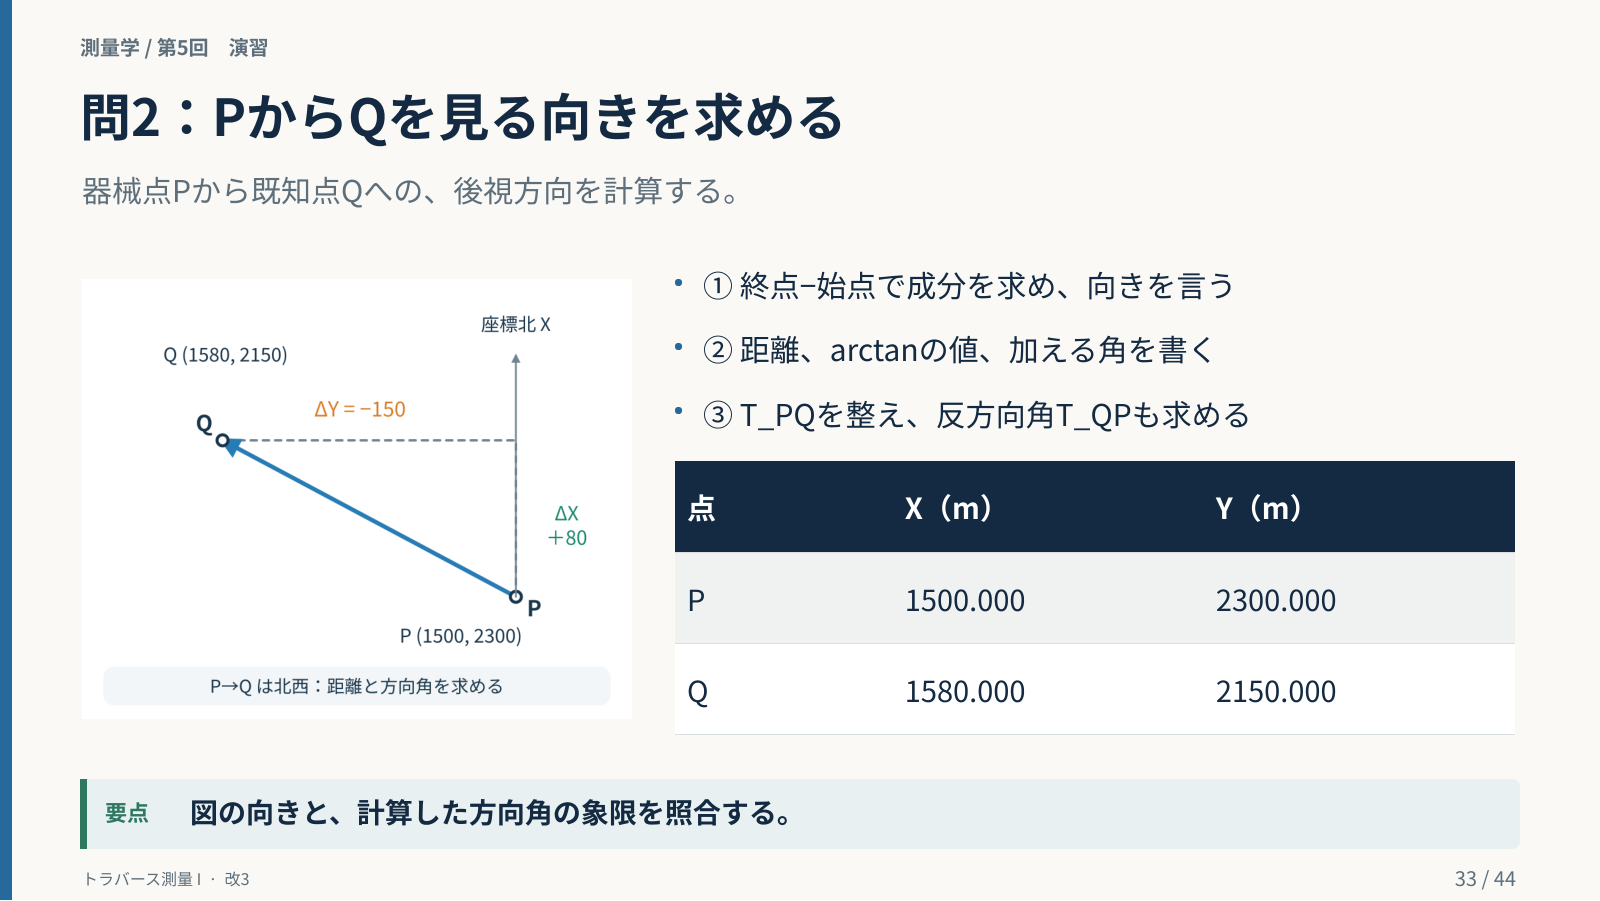 測量学 / 第5回　演習
問2：PからQを見る向きを求める
器械点Pから既知点Qへの、後視方向を計算する。
座標北 X
Q (1580, 2150)
ΔY = −150
Q
ΔX
＋80
P
P (1500, 2300)
P→Q は北西：距離と方向角を求める
• ① 終点−始点で成分を求め、向きを言う
• ② 距離、arctanの値、加える角を書く
• ③ T_PQを整え、反方向角T_QPも求める
点 X（m） Y（m）
P 1500.000 2300.000
Q 1580.000 2150.000
要点 図の向きと、計算した方向角の象限を照合する。
トラバース測量 I · 改3
33 / 44